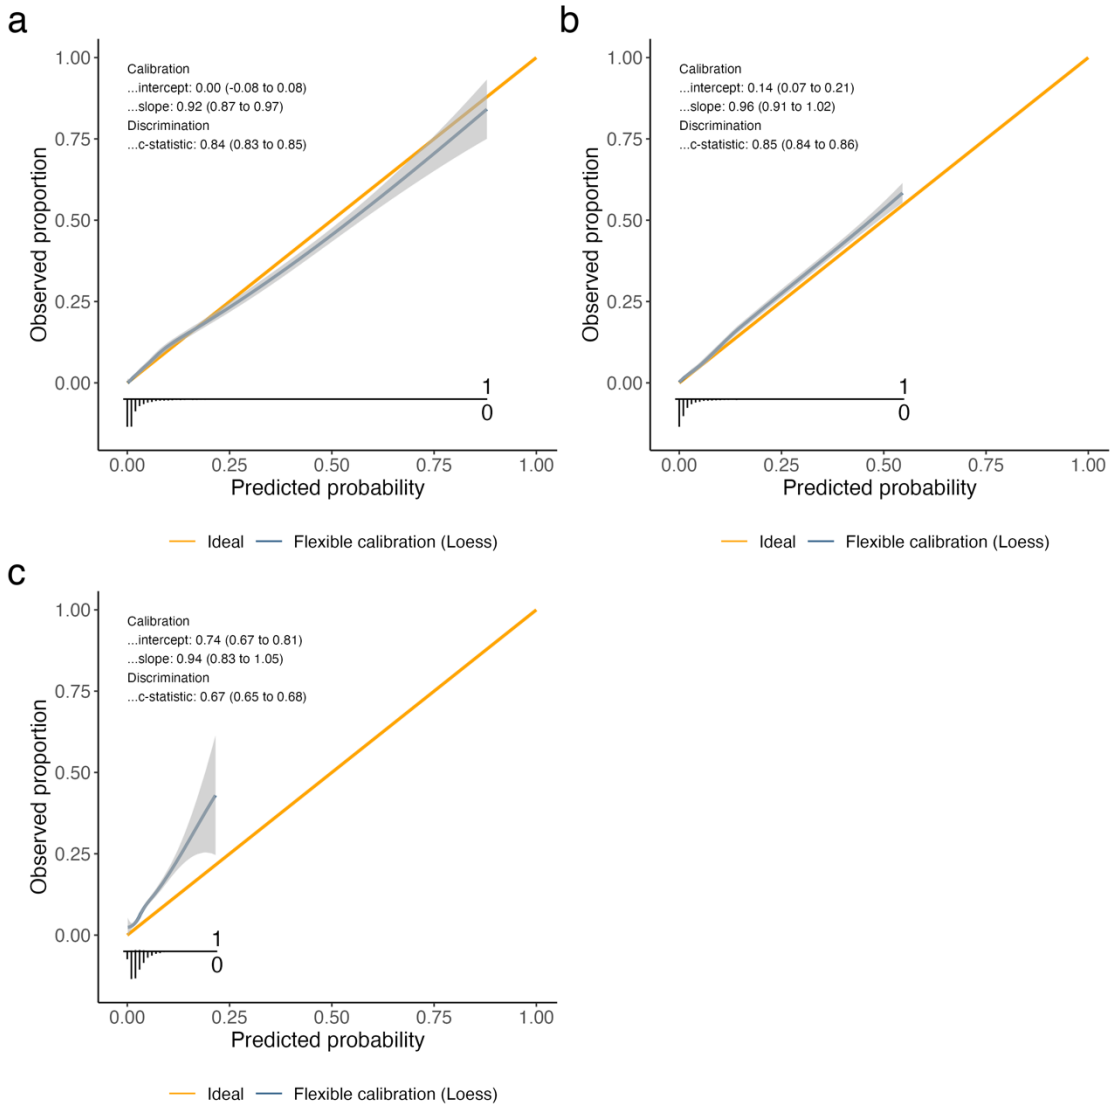 a
Calibration
...intercept: 0.00 (-0.08 to 0.08)
...slope: 0.92 (0.87 to 0.97)
Discrimination
...c-statistic: 0.84 (0.83 to 0.85)
Observed proportion
1.00
0.75
0.50
0.25
0.00
1
0
0.00 0.25 0.50 0.75 1.00
Predicted probability
Ideal Flexible calibration (Loess)
b
Calibration
...intercept: 0.14 (0.07 to 0.21)
...slope: 0.96 (0.91 to 1.02)
Discrimination
...c-statistic: 0.85 (0.84 to 0.86)
Observed proportion
1.00
0.75
0.50
0.25
0.00
1
0
0.00 0.25 0.50 0.75 1.00
Predicted probability
Ideal Flexible calibration (Loess)
c
Calibration
...intercept: 0.74 (0.67 to 0.81)
...slope: 0.94 (0.83 to 1.05)
Discrimination
...c-statistic: 0.67 (0.65 to 0.68)
Observed proportion
1.00
0.75
0.50
0.25
0.00
1
0
0.00 0.25 0.50 0.75 1.00
Predicted probability
Ideal Flexible calibration (Loess)